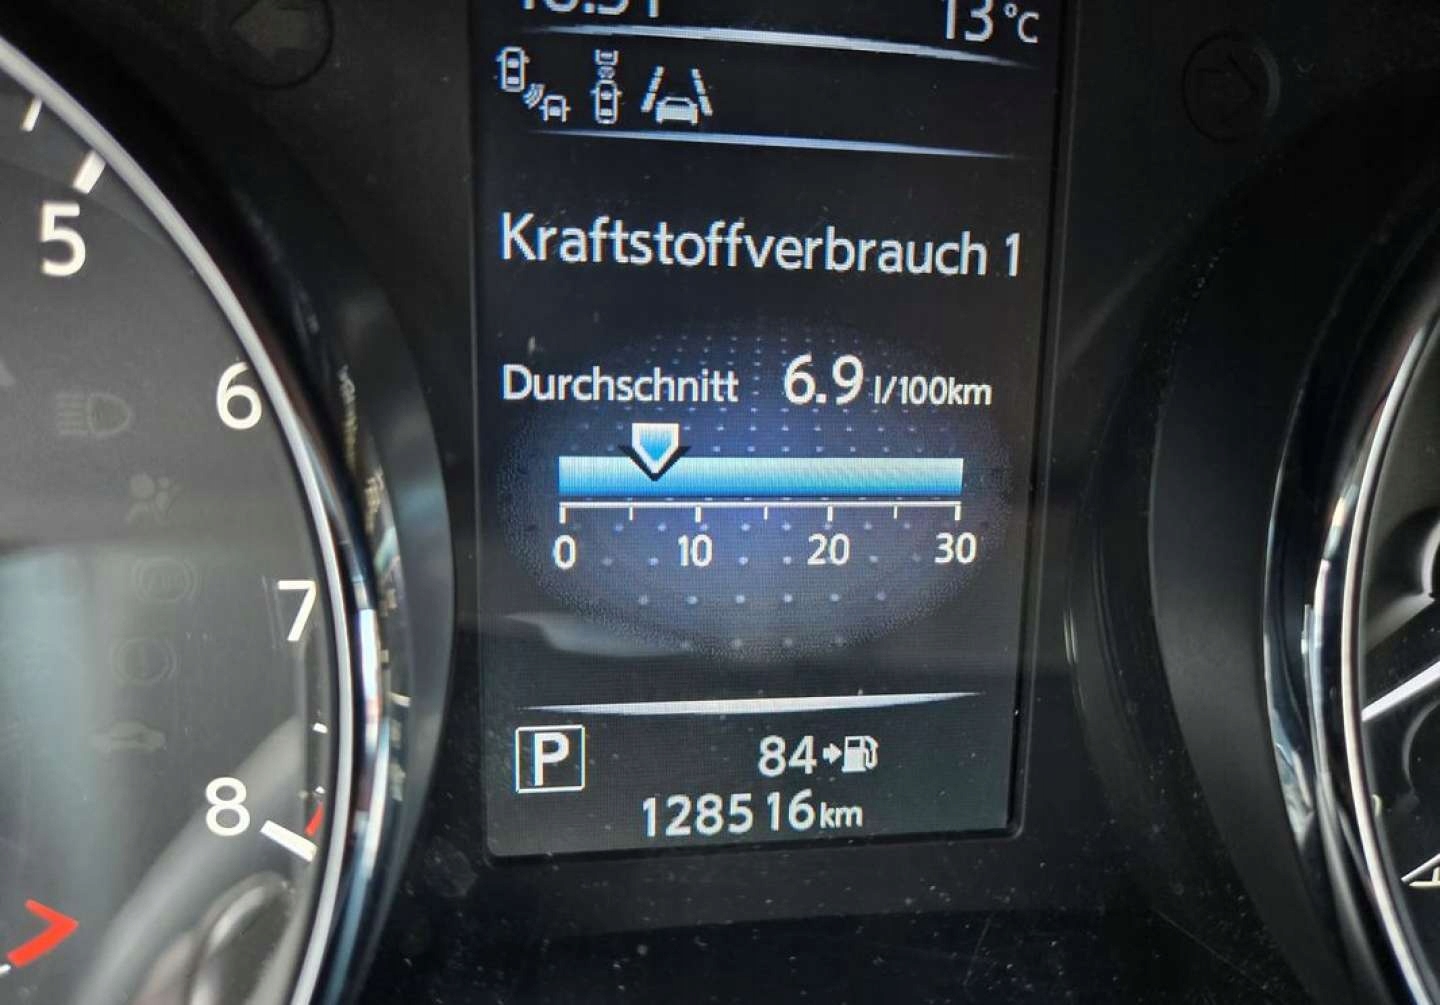 13°C
Kraftstoffverbrauch 1
Durchschnitt 6.9 l/100km
0 10 20 30
P 84
128516km
5
6
7
8